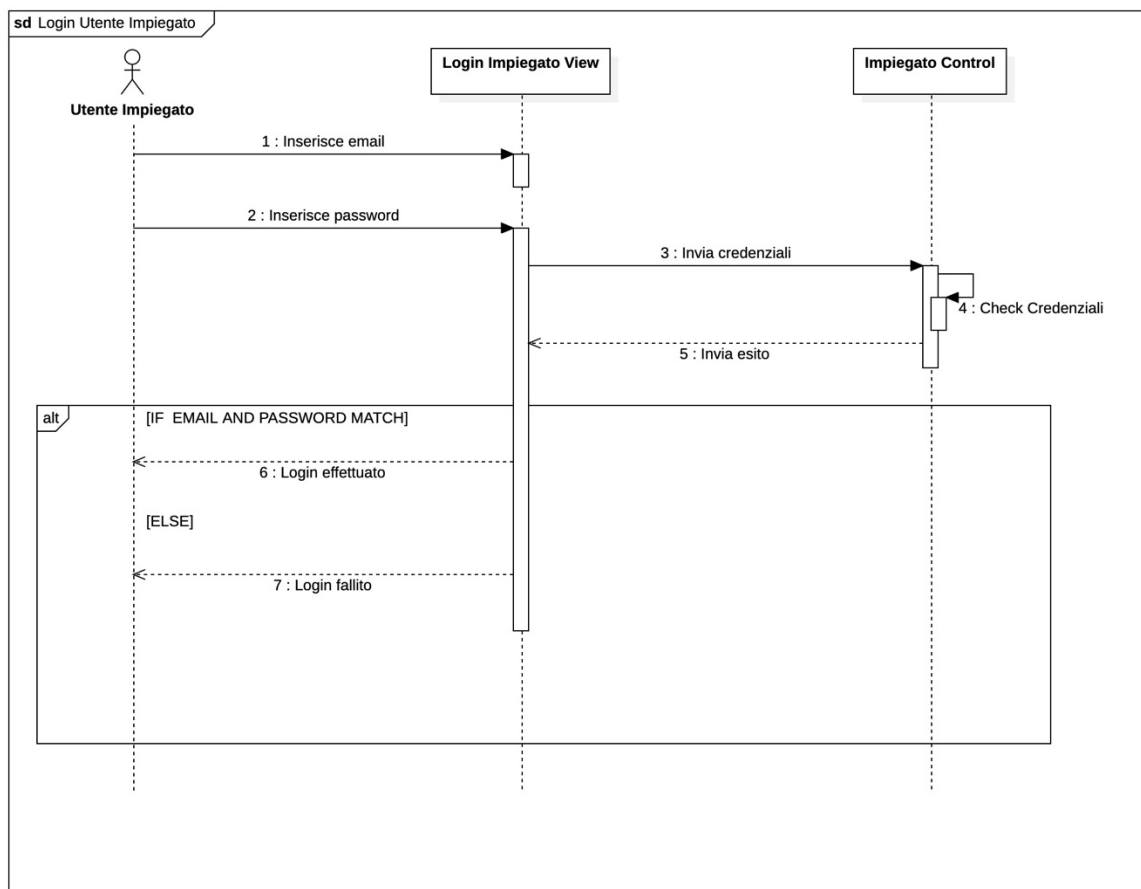 sd Login Utente Impiegato
Utente Impiegato
Login Impiegato View
Impiegato Control
1 : Inserisce email
2 : Inserisce password
3 : Invia credenziali
4 : Check Credenziali
5 : Invia esito
alt
[IF  EMAIL AND PASSWORD MATCH]
6 : Login effettuato
[ELSE]
7 : Login fallito